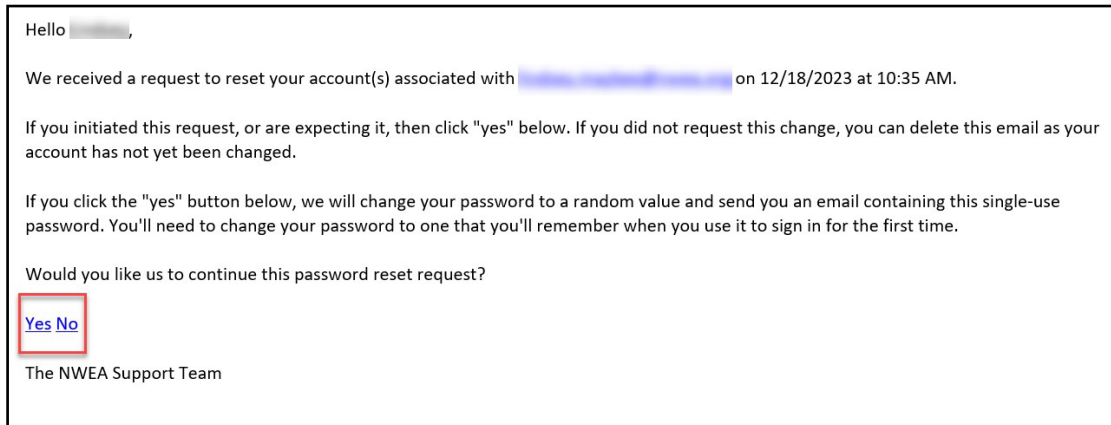 Hello ,
We received a request to reset your account(s) associated with on 12/18/2023 at 10:35 AM.
If you initiated this request, or are expecting it, then click "yes" below. If you did not request this change, you can delete this email as your
account has not yet been changed.
If you click the "yes" button below, we will change your password to a random value and send you an email containing this single-use
password. You'll need to change your password to one that you'll remember when you use it to sign in for the first time.
Would you like us to continue this password reset request?
Yes No
The NWEA Support Team